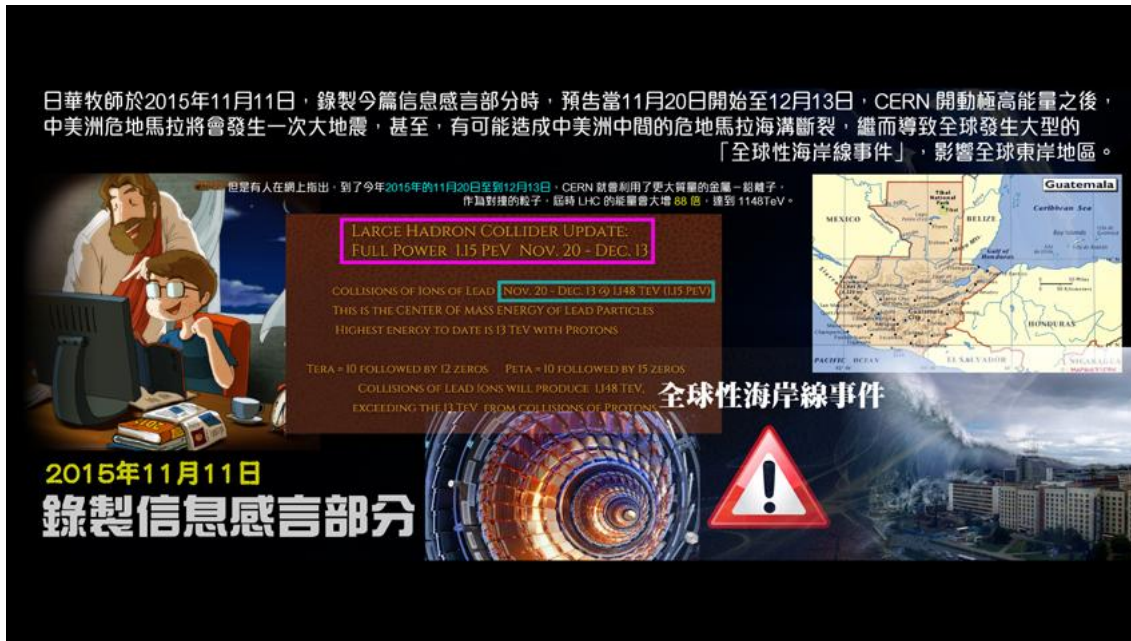 日華牧師於2015年11月11日，錄製今篇信息感言部分時，預告當11月20日開始至12月13日，CERN 開動極高能量之後，
中美洲危地馬拉將會發生一次大地震，甚至，有可能造成中美洲中間的危地馬拉海溝斷裂，繼而導致全球發生大型的
「全球性海岸線事件」，影響全球東岸地區。
但是有人在網上指出，到了今年2015年的11月20日至到12月13日，CERN 就會利用了更大質量的金屬－鉛離子，
作為對撞的粒子，屆時 LHC 的能量會大增 88 倍，達到 1148TeV。
LARGE HADRON COLLIDER UPDATE:
FULL POWER 1.15 PEV NOV. 20 - DEC. 13
COLLISIONS OF IONS OF LEAD NOV. 20 - DEC. 13 @ 1,148 TEV (1.15 PEV)
THIS IS THE CENTER OF MASS ENERGY OF LEAD PARTICLES
HIGHEST ENERGY TO DATE IS 13 TEV WITH PROTONS
TERA = 10 FOLLOWED BY 12 ZEROS PETA = 10 FOLLOWED BY 15 ZEROS
COLLISIONS OF LEAD IONS WILL PRODUCE 1,148 TEV,
EXCEEDING THE 13 TEV FROM COLLISIONS OF PROTONS
Guatemala
Tikal
National
Park
Tikal
MEXICO
BELIZE
Caribbean Sea
Bay Islands
Gulf of
Honduras
Guatemala
City
HONDURAS
PACIFIC OCEAN
EL SALVADOR
NICARAGUA
全球性海岸線事件
2015
2015年11月11日
錄製信息感言部分